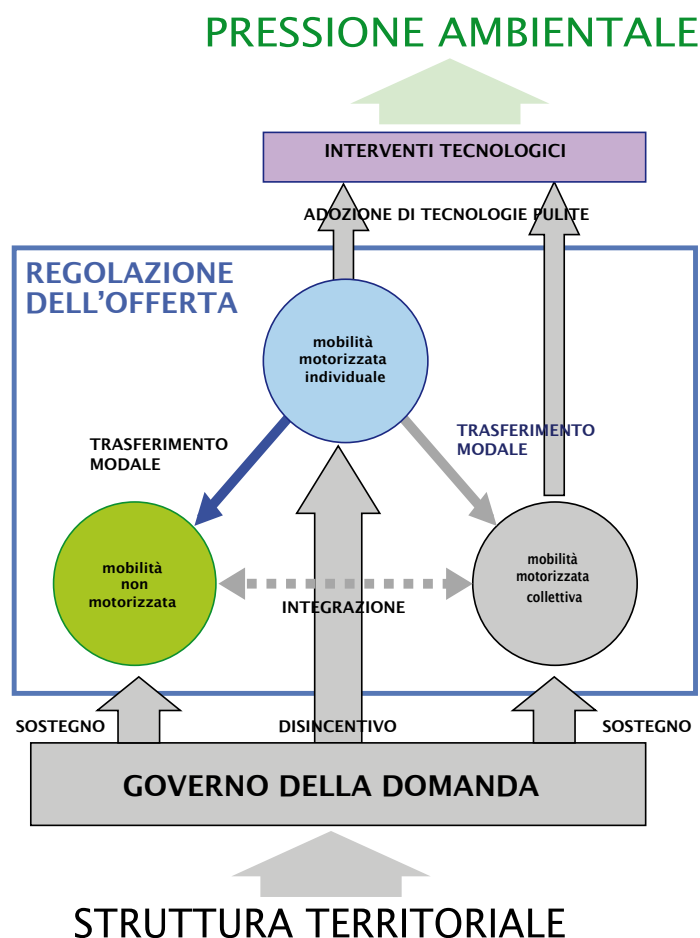 PRESSIONE AMBIENTALE
INTERVENTI TECNOLOGICI
ADOZIONE DI TECNOLOGIE PULITE
REGOLAZIONE
DELL'OFFERTA
mobilità
motorizzata
individuale
TRASFERIMENTO
MODALE
TRASFERIMENTO
MODALE
mobilità
non
motorizzata
INTEGRAZIONE
mobilità
motorizzata
collettiva
SOSTEGNO
DISINCENTIVO
SOSTEGNO
GOVERNO DELLA DOMANDA
STRUTTURA TERRITORIALE